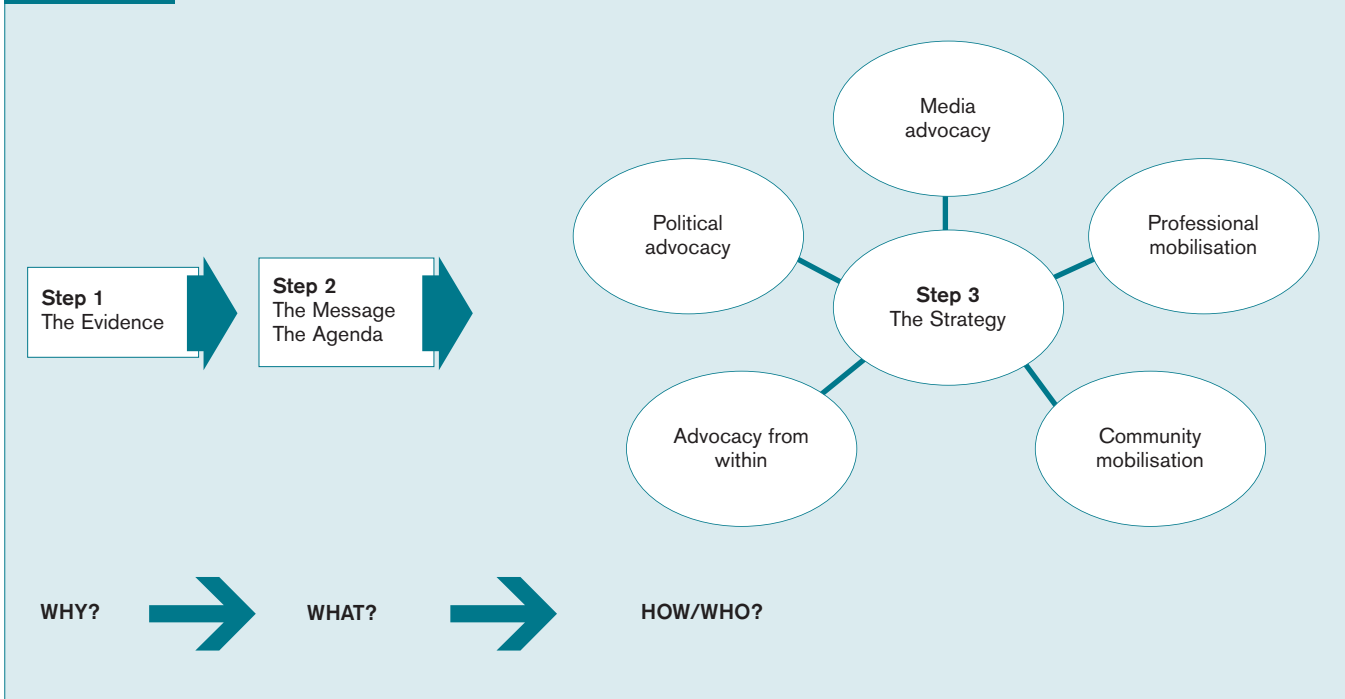 Step 1
The Evidence
Step 2
The Message
The Agenda
Step 3
The Strategy
Media
advocacy
Professional
mobilisation
Community
mobilisation
Advocacy from
within
Political
advocacy
WHY?
WHAT?
HOW/WHO?